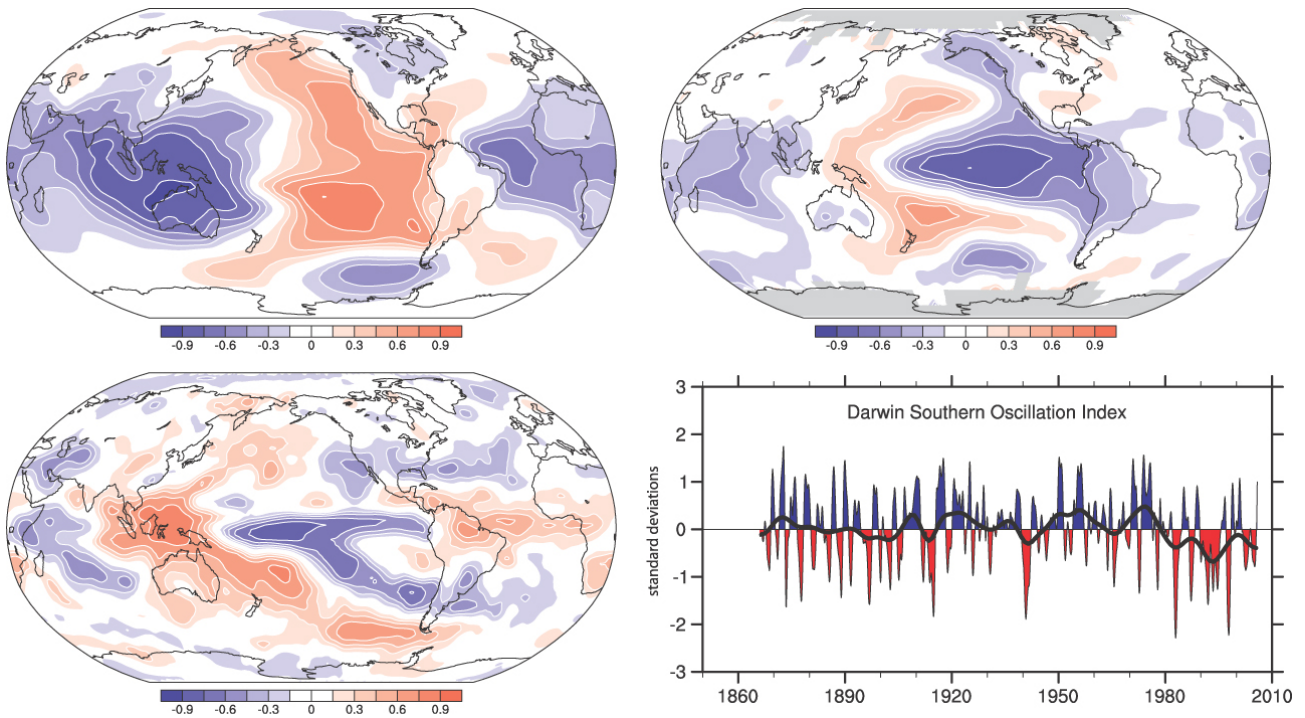 -0.9 -0.6 -0.3 0 0.3 0.6 0.9
-0.9 -0.6 -0.3 0 0.3 0.6 0.9
-0.9 -0.6 -0.3 0 0.3 0.6 0.9
Darwin Southern Oscillation Index
standard deviations
3
2
1
0
-1
-2
-3
1860 1890 1920 1950 1980 2010